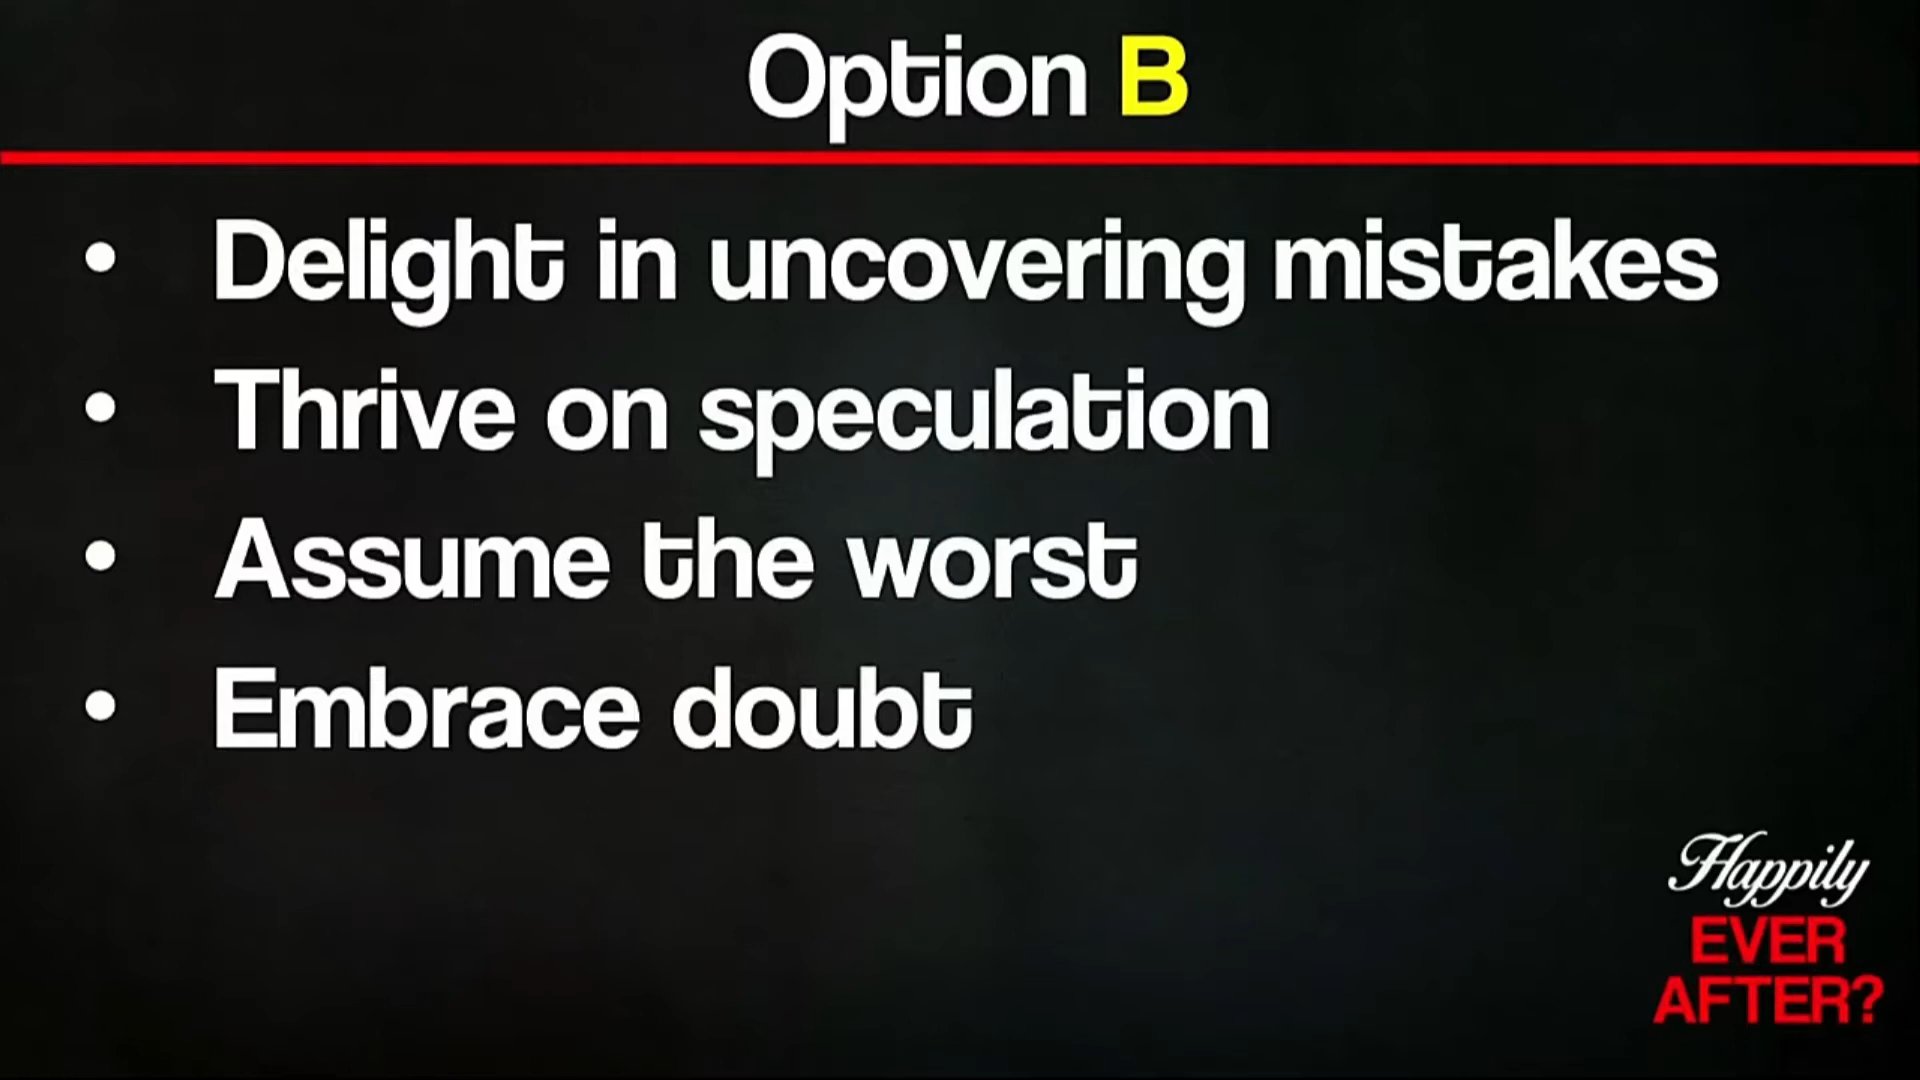 Option B
• Delight in uncovering mistakes
• Thrive on speculation
• Assume the worst
• Embrace doubt
Happily
EVER
AFTER?